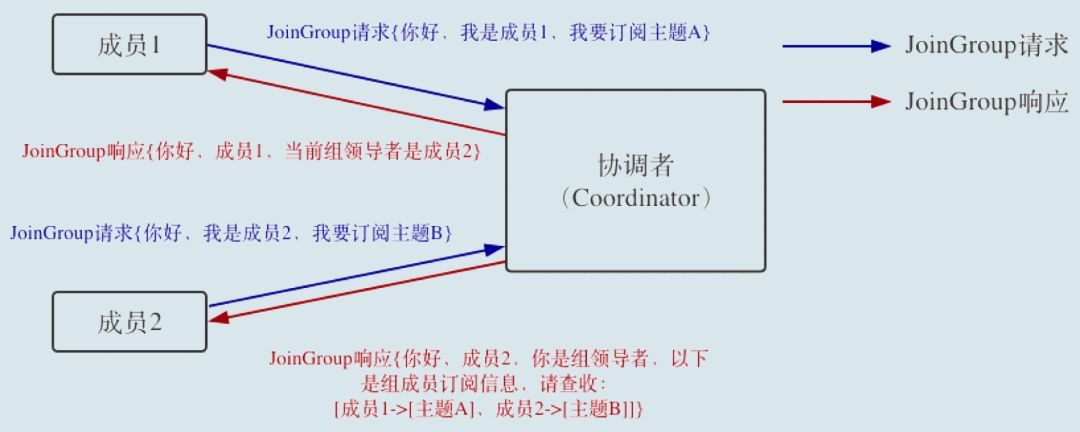 成员1
JoinGroup请求{你好，我是成员1，我要订阅主题A}
JoinGroup请求
JoinGroup响应
JoinGroup响应{你好，成员1，当前组领导者是成员2}
协调者
（Coordinator）
JoinGroup请求{你好，我是成员2，我要订阅主题B}
成员2
JoinGroup响应{你好，成员2，你是组领导者，以下
是组成员订阅信息，请查收：
[成员1->[主题A]，成员2->[主题B]]}